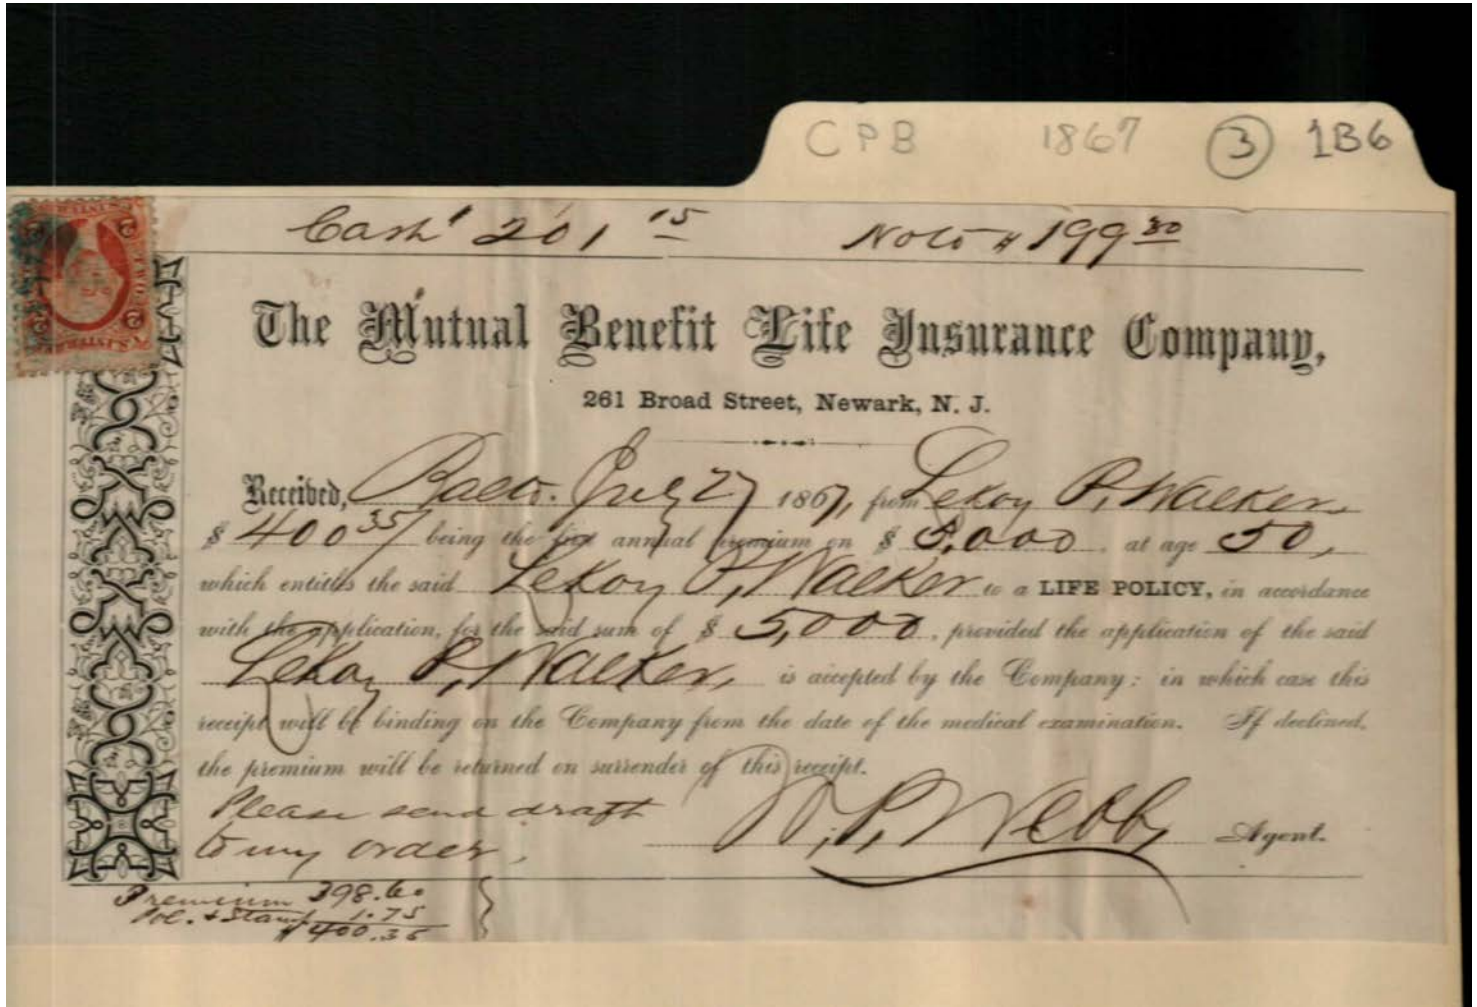 CPB 1867 3 1B6
Cash 201 15 Note $ 199 20
The Mutual Benefit Life Insurance Company,
261 Broad Street, Newark, N. J.
Received, Balto. July 27 1867, from LeRoy P. Walker,
$ 400 35 being the first annual premium on $ 5,000 at age 50,
which entitles the said LeRoy P. Walker to a LIFE POLICY, in accordance
with the application, for the said sum of $ 5,000, provided the application of the said
LeRoy P. Walker, is accepted by the Company: in which case this
receipt will be binding on the Company from the date of the medical examination. If declined,
the premium will be returned on surrender of this receipt.
Please send draft
to my order,
Webb, Agent.
Premium 398.60
Pol. + Stamp 1.75
$ 400.35